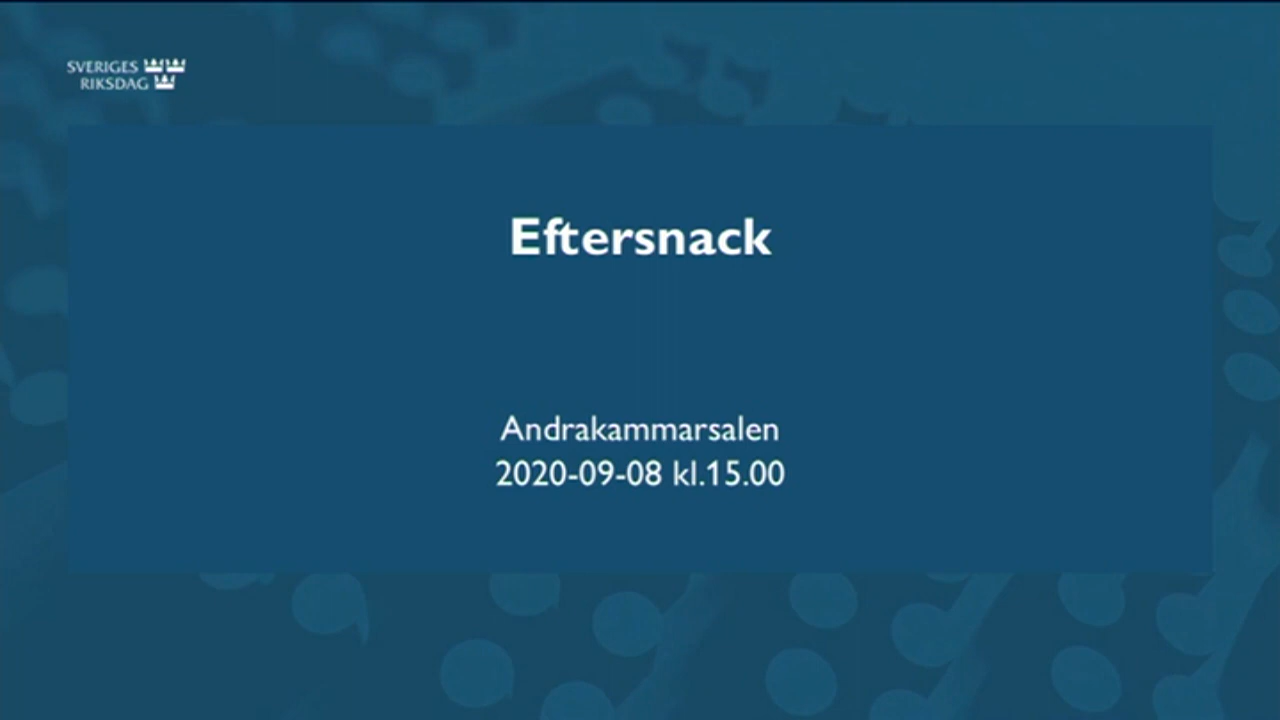 SVERIGES
RIKSDAG
Eftersnack
Andrakammarsalen
2020-09-08 kl.15.00